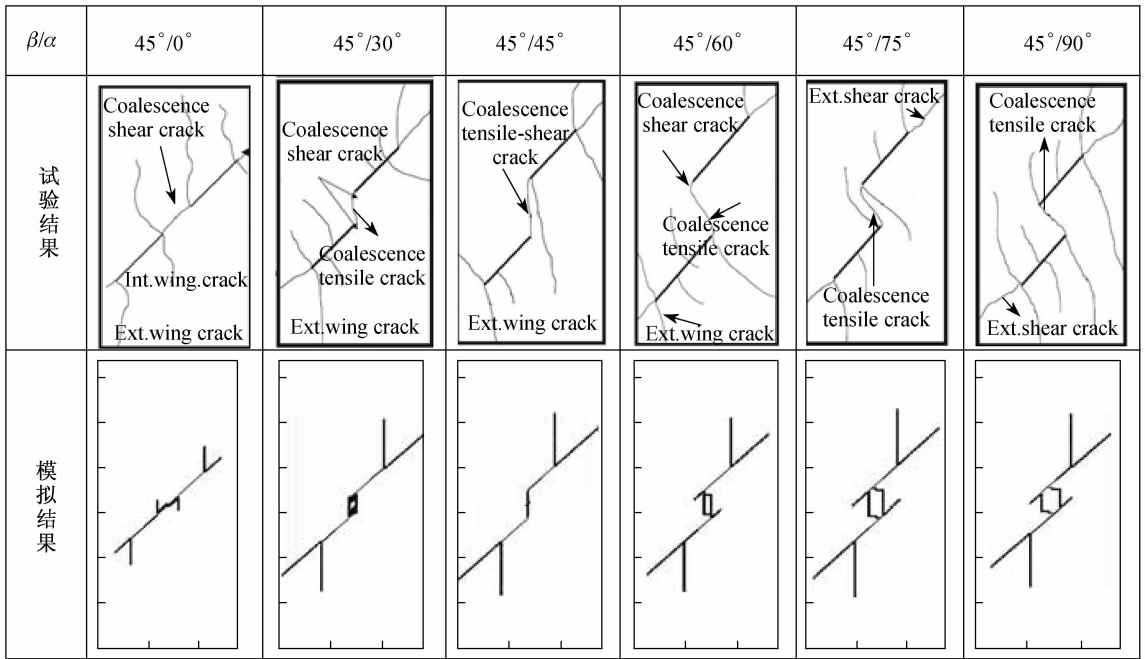 β/α
45°/0°
45°/30°
45°/45°
45°/60°
45°/75°
45°/90°
试验结果
Coalescence
shear crack
Int.wing.crack
Ext.wing crack
Coalescence
shear crack
Coalescence
tensile crack
Ext.wing crack
Coalescence
tensile-shear
crack
Ext.wing crack
Coalescence
shear crack
Coalescence
tensile crack
Ext.wing crack
Ext.shear crack
Coalescence
tensile crack
Coalescence
tensile crack
Ext.shear crack
模拟结果